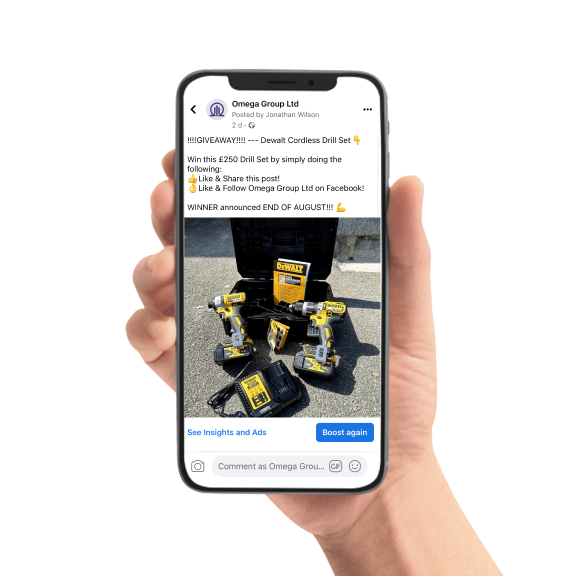 Omega Group Ltd
Posted by Jonathan Wilson
2 d ·
!!!!GIVEAWAY!!!! --- Dewalt Cordless Drill Set 👇
Win this £250 Drill Set by simply doing the
following:
👍Like & Share this post!
👌Like & Follow Omega Group Ltd on Facebook!
WINNER announced END OF AUGUST!!! 💪
DEWALT
See Insights and Ads
Boost again
Comment as Omega Grou...
GIF